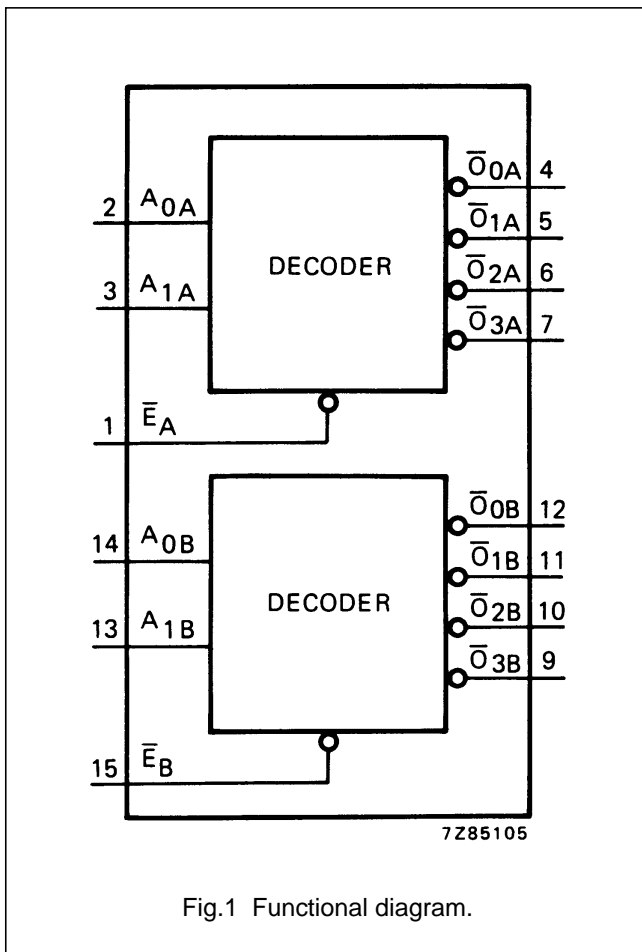 Ō0A 4
2 A0A
Ō1A 5
DECODER
Ō2A 6
3 A1A
Ō3A 7
1 ĒA
Ō0B 12
14 A0B
Ō1B 11
DECODER
Ō2B 10
13 A1B
Ō3B 9
15 ĒB
7Z85105
Fig.1 Functional diagram.